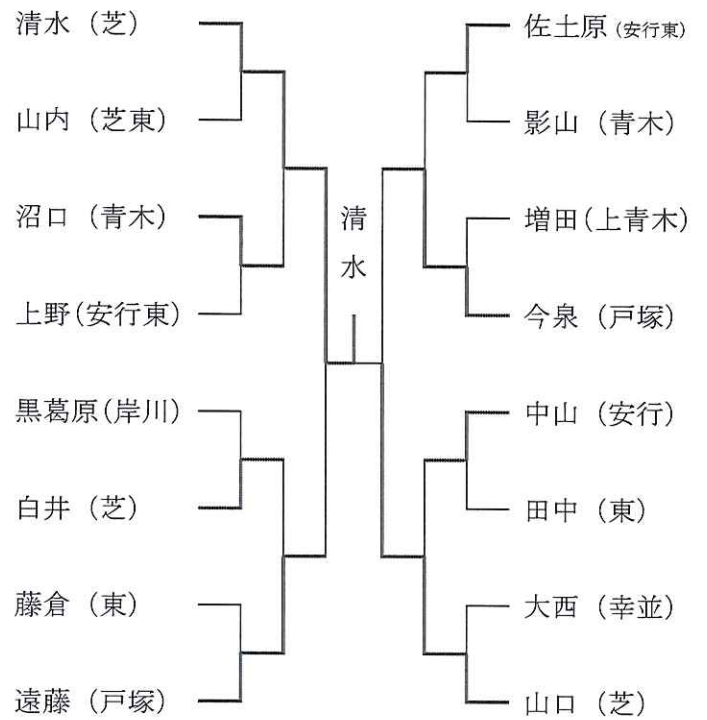 清水（芝）
山内（芝東）
沼口（青木）
上野(安行東)
黒葛原(岸川)
白井（芝）
藤倉（東）
遠藤（戸塚）
清水
佐土原(安行東)
影山（青木）
増田(上青木)
今泉（戸塚）
中山（安行）
田中（東）
大西（幸並）
山口（芝）